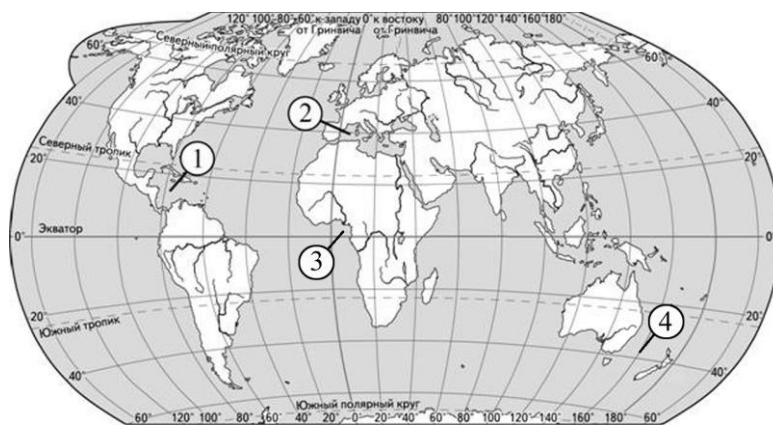 120° 100° 80° 60° к западу 0° к востоку 60° 80° 100° 120° 140° 160° 180°
от Гринвича от Гринвича
60° Северный полярный круг 60°
40° 2 40°
Северный тропик 1
20° 20°
Экватор
0° 3 0°
20° 20°
Южный тропик 4
40° 40°
Южный полярный круг
60° 120° 100° 80° 60° 40° 20° 0 20° 40° 60° 80° 100° 120° 140° 160° 180° 60°